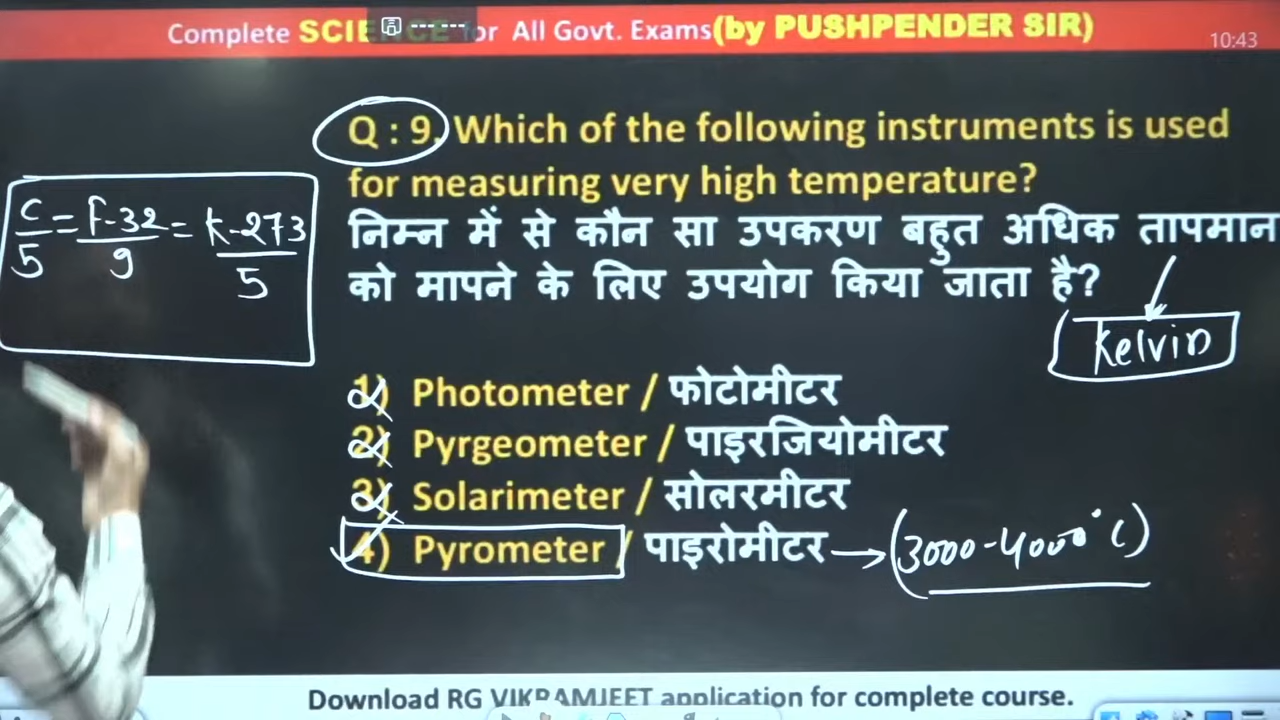 Complete SCIENCE for All Govt. Exams(by PUSHPENDER SIR)
10:43
Q : 9. Which of the following instruments is used
for measuring very high temperature?
निम्न में से कौन सा उपकरण बहुत अधिक तापमान
को मापने के लिए उपयोग किया जाता है?
Kelvin
C/5 = F-32/9 = K-273/5
1) Photometer / फोटोमीटर
2) Pyrgeometer / पाइरजियोमीटर
3) Solarimeter / सोलरमीटर
4) Pyrometer / पाइरोमीटर → (3000-4000°C)
Download RG VIKRAMJEET application for complete course.